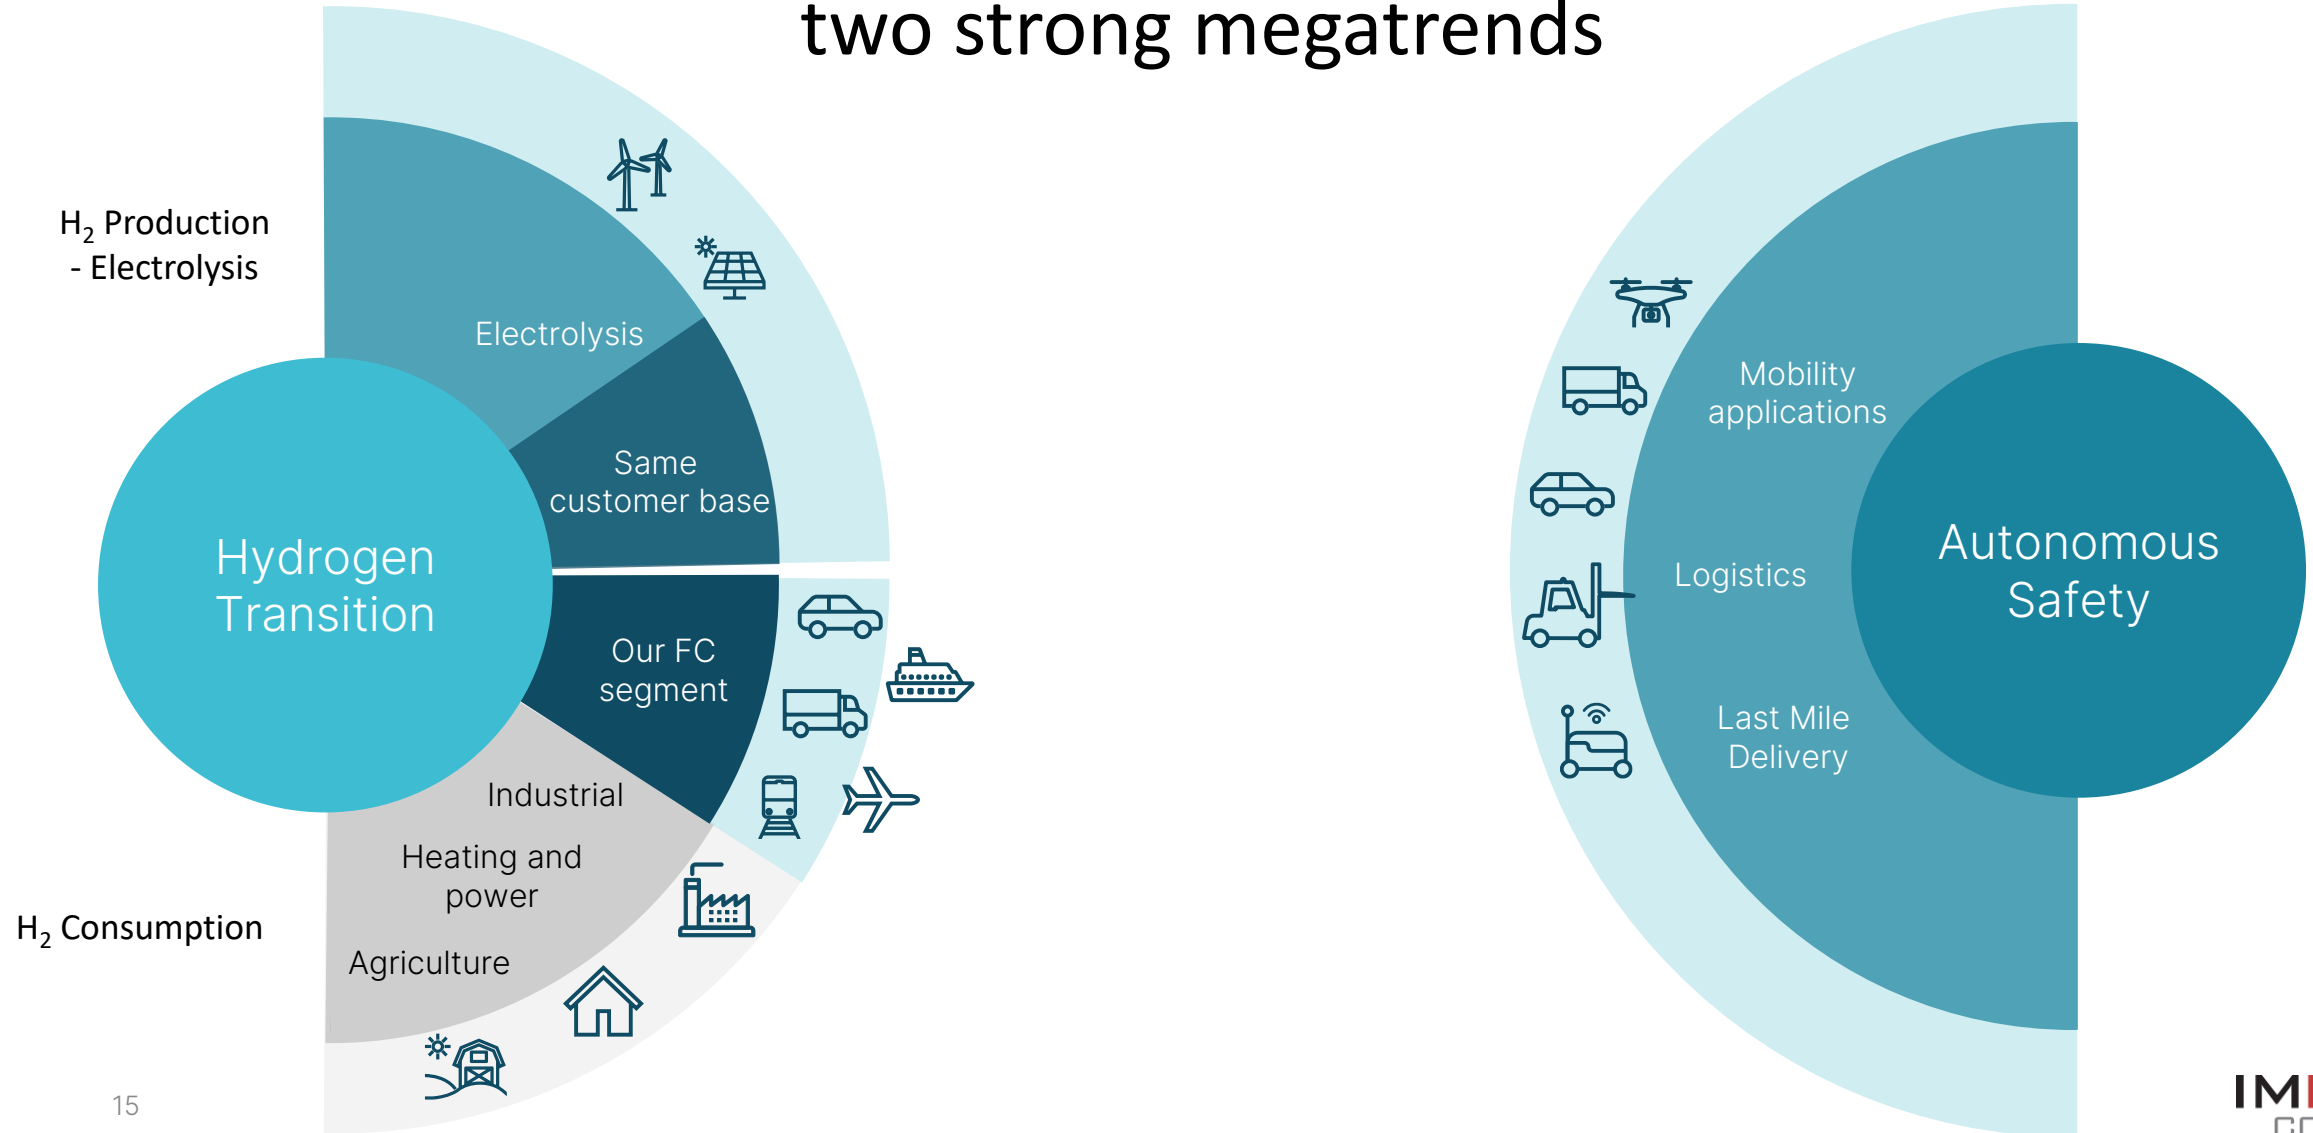 two strong megatrends
H₂ Production
- Electrolysis
Electrolysis
Same
customer base
Hydrogen
Transition
Our FC
segment
Industrial
Heating and
power
Agriculture
H₂ Consumption
Mobility
applications
Logistics
Last Mile
Delivery
Autonomous
Safety
15
IM